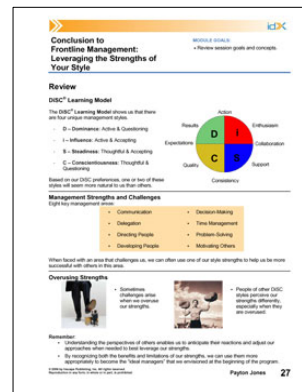 icDX
Conclusion to
Frontline Management:
Leveraging the Strengths of
Your Style
MODULE GOALS:
• Review session goals and concepts.
Review
DiSC® Learning Model
The DiSC® Learning Model shows us that there
are four unique management styles.
- D – Dominance: Active & Questioning
- i – Influence: Active & Accepting
- S – Steadiness: Thoughtful & Accepting
- C – Conscientiousness: Thoughtful &
Questioning
Based on our DiSC preferences, one or two of these
styles will seem more natural to us than others.
Action
Results
Enthusiasm
D
i
Expectations
Collaboration
C
S
Quality
Support
Consistency
Management Strengths and Challenges
Eight key management areas:
• Communication
• Decision-Making
• Delegation
• Time Management
• Directing People
• Problem-Solving
• Developing People
• Motivating Others
When faced with an area that challenges us, we can often use one of our style strengths to help us be more
successful with others in this area.
Overusing Strengths
• Sometimes
challenges arise
when we overuse
our strengths.
• People of other DiSC
styles perceive our
strengths differently,
especially when they
are overused.
Remember
• Understanding the perspectives of others enables us to anticipate their reactions and adjust our
approaches when needed to best leverage our strengths.
• By recognizing both the benefits and limitations of our strengths, we can use them more
appropriately to become the "ideal managers" that we envisioned at the beginning of the program.
Payton Jones
27